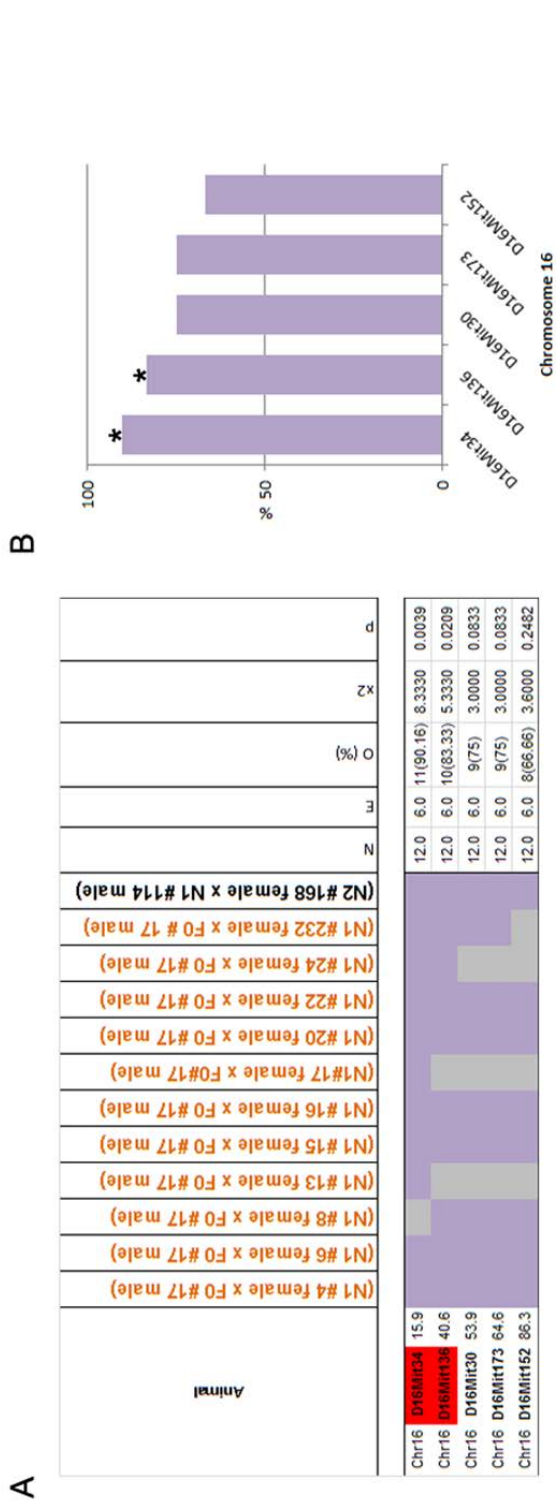 A
Animal
(N1 #4 female x F0 #17 male)
(N1 #6 female x F0 #17 male)
(N1 #8 female x F0 #17 male)
(N1 #13 female x F0 #17 male)
(N1 #15 female x F0 #17 male)
(N1 #16 female x F0 #17 male)
(N1#17 female x F0#17 male)
(N1 #20 female x F0 #17 male)
(N1 #22 female x F0 #17 male)
(N1 #24 female x F0 #17 male)
(N1 #232 female x F0 # 17 male)
(N2 #168 female x N1 #114 male)
N
E
O (%)
x2
p
Chr16 D16Mit34 15.9 12.0 6.0 11(90.16) 8.3330 0.0039
Chr16 D16Mit136 40.6 12.0 6.0 10(83.33) 5.3330 0.0209
Chr16 D16Mit30 53.9 12.0 6.0 9(75) 3.0000 0.0833
Chr16 D16Mit173 64.6 12.0 6.0 9(75) 3.0000 0.0833
Chr16 D16Mit152 86.3 12.0 6.0 8(66.66) 3.6000 0.2482
B
100
% 50
0
* *
D16Mit34
D16Mit136
D16Mit30
D16Mit173
D16Mit152
Chromosome 16